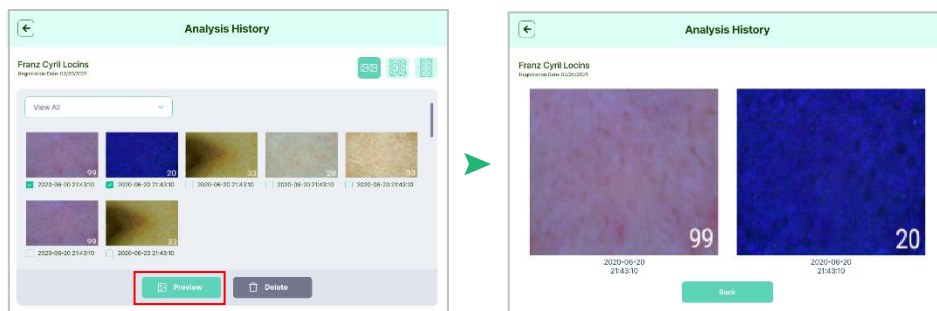 Analysis History
Franz Cyril Locins
Registration Date: 02/20/2021
View All
99
20
33
28
33
2020-06-20 21:43:10
2020-06-20 21:43:10
2020-06-20 21:43:10
2020-06-20 21:43:10
2020-06-20 21:43:10
99
33
2020-06-20 21:43:10
2020-06-20 21:43:10
Preview
Delete
Analysis History
Franz Cyril Locins
Registration Date: 02/20/2021
99
20
2020-06-20
21:43:10
2020-06-20
21:43:10
Back